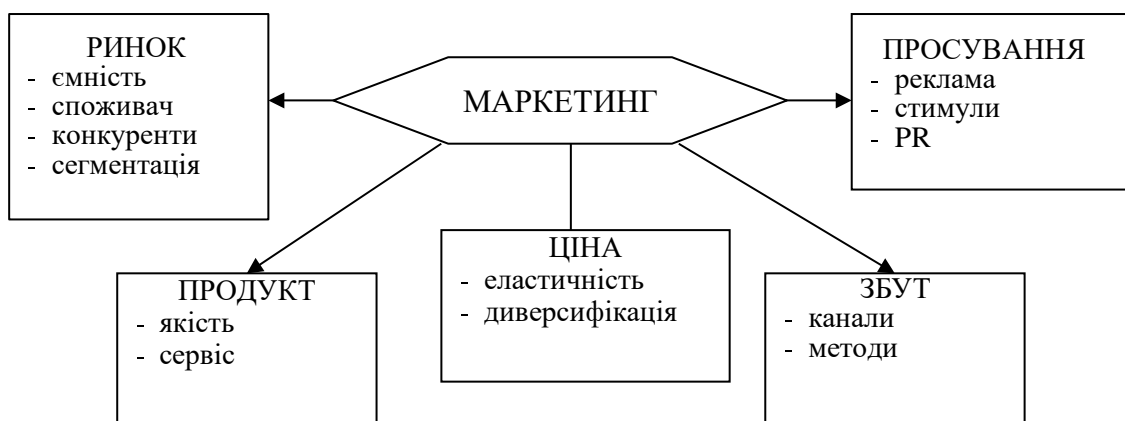 РИНОК
- ємність
- споживач
- конкуренти
- сегментація
МАРКЕТИНГ
ПРОСУВАННЯ
- реклама
- стимули
- PR
ПРОДУКТ
- якість
- сервіс
ЦІНА
- еластичність
- диверсифікація
ЗБУТ
- канали
- методи